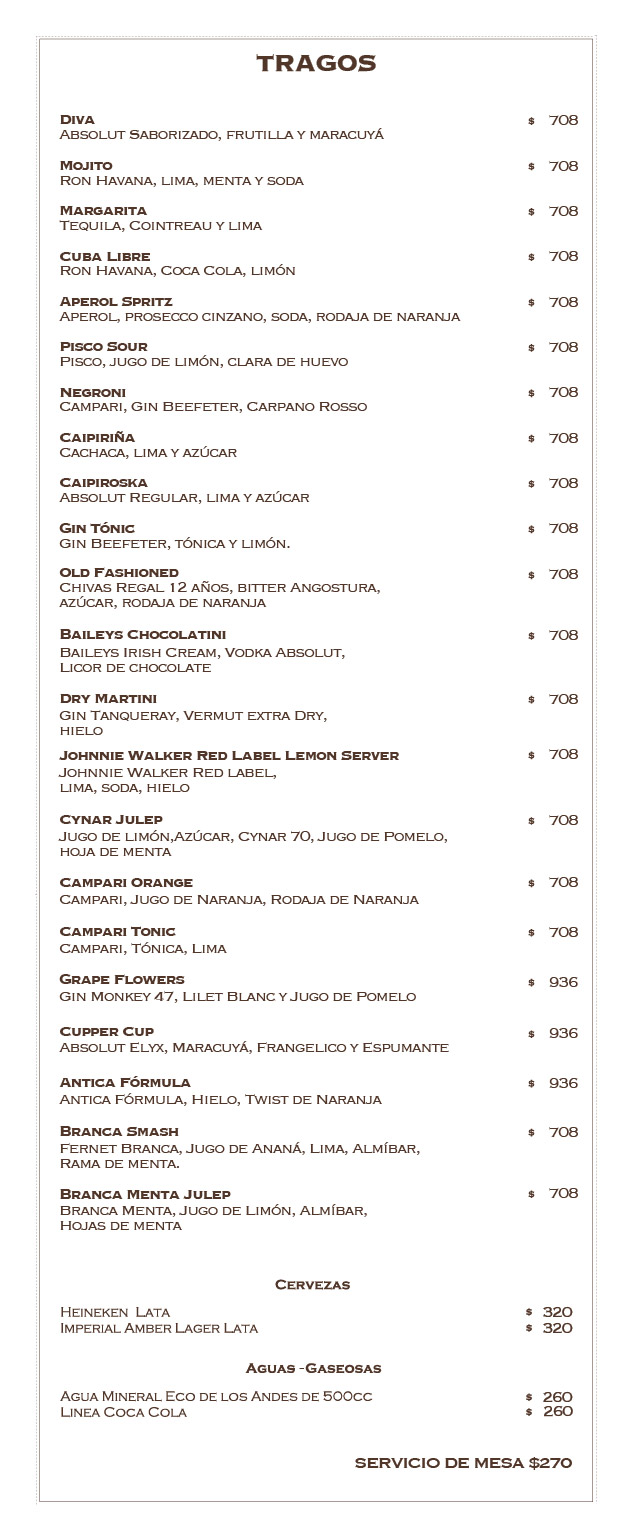 TRAGOS
DIVA $ 708
ABSOLUT SABORIZADO, FRUTILLA Y MARACUYÁ
MOJITO $ 708
RON HAVANA, LIMA, MENTA Y SODA
MARGARITA $ 708
TEQUILA, COINTREAU Y LIMA
CUBA LIBRE $ 708
RON HAVANA, COCA COLA, LIMÓN
APEROL SPRITZ $ 708
APEROL, PROSECCO CINZANO, SODA, RODAJA DE NARANJA
PISCO SOUR $ 708
PISCO, JUGO DE LIMÓN, CLARA DE HUEVO
NEGRONI $ 708
CAMPARI, GIN BEEFETER, CARPANO ROSSO
CAIPIRIÑA $ 708
CACHACA, LIMA Y AZÚCAR
CAIPIROSKA $ 708
ABSOLUT REGULAR, LIMA Y AZÚCAR
GIN TÓNIC $ 708
GIN BEEFETER, TÓNICA Y LIMÓN.
OLD FASHIONED $ 708
CHIVAS REGAL 12 AÑOS, BITTER ANGOSTURA,
AZÚCAR, RODAJA DE NARANJA
BAILEYS CHOCOLATINI $ 708
BAILEYS IRISH CREAM, VODKA ABSOLUT,
LICOR DE CHOCOLATE
DRY MARTINI $ 708
GIN TANQUERAY, VERMUT EXTRA DRY,
HIELO
JOHNNIE WALKER RED LABEL LEMON SERVER $ 708
JOHNNIE WALKER RED LABEL,
LIMA, SODA, HIELO
CYNAR JULEP $ 708
JUGO DE LIMÓN,AZÚCAR, CYNAR 70, JUGO DE POMELO,
HOJA DE MENTA
CAMPARI ORANGE $ 708
CAMPARI, JUGO DE NARANJA, RODAJA DE NARANJA
CAMPARI TONIC $ 708
CAMPARI, TÓNICA, LIMA
GRAPE FLOWERS $ 936
GIN MONKEY 47, LILET BLANC Y JUGO DE POMELO
CUPPER CUP $ 936
ABSOLUT ELYX, MARACUYÁ, FRANGELICO Y ESPUMANTE
ANTICA FÓRMULA $ 936
ANTICA FÓRMULA, HIELO, TWIST DE NARANJA
BRANCA SMASH $ 708
FERNET BRANCA, JUGO DE ANANÁ, LIMA, ALMÍBAR,
RAMA DE MENTA.
BRANCA MENTA JULEP $ 708
BRANCA MENTA, JUGO DE LIMÓN, ALMÍBAR,
HOJAS DE MENTA
CERVEZAS
HEINEKEN LATA $ 320
IMPERIAL AMBER LAGER LATA $ 320
AGUAS -GASEOSAS
AGUA MINERAL ECO DE LOS ANDES DE 500CC $ 260
LINEA COCA COLA $ 260
SERVICIO DE MESA $270